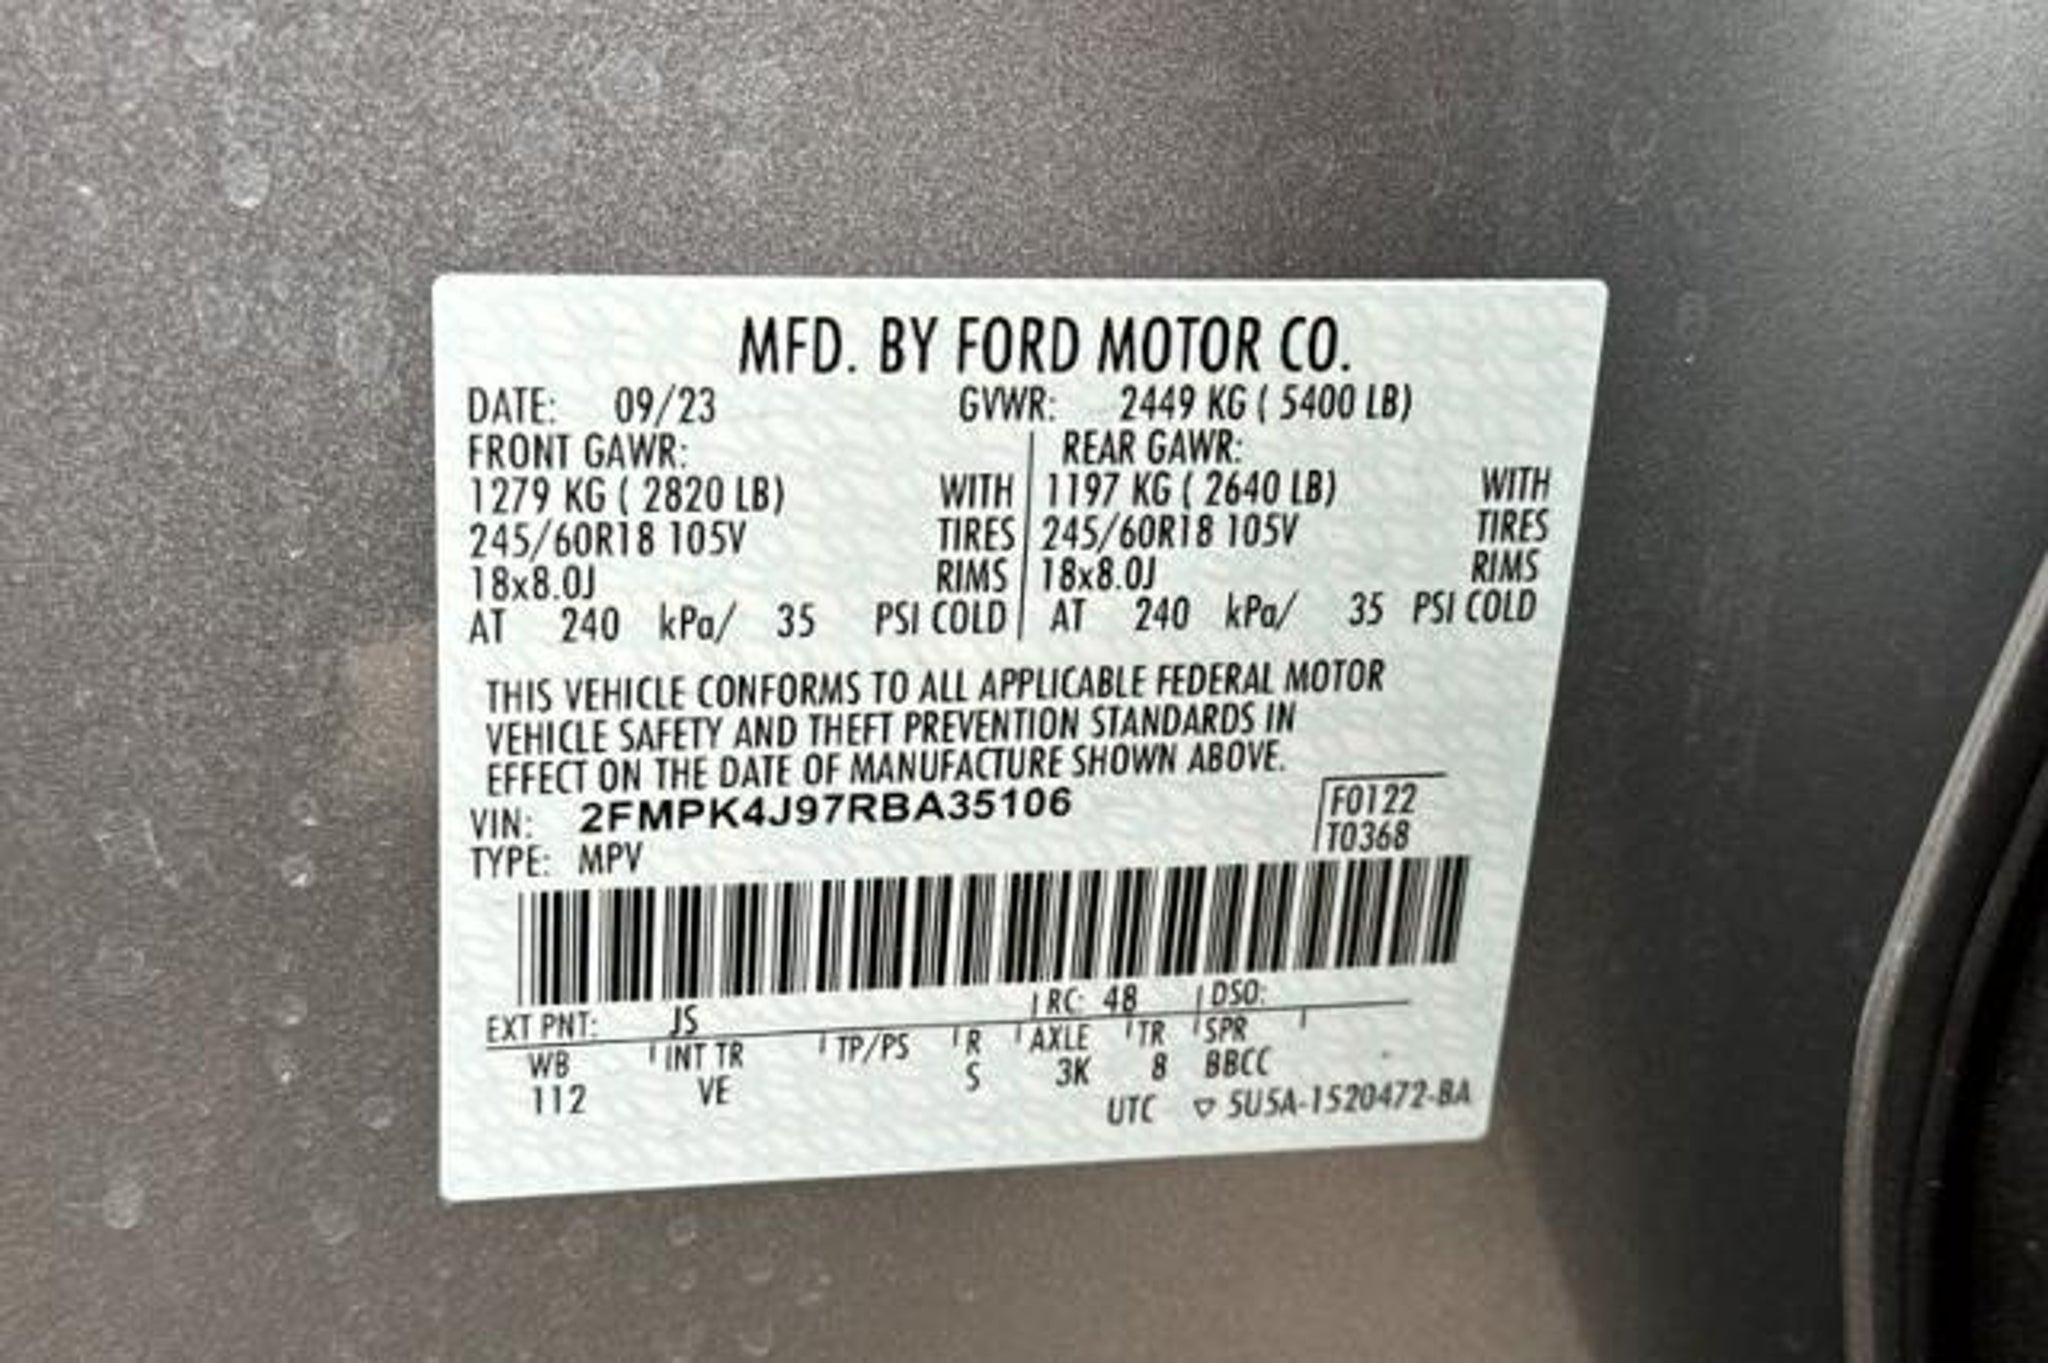 MFD. BY FORD MOTOR CO.
DATE: 09/23 GVWR: 2449 KG ( 5400 LB)
FRONT GAWR: REAR GAWR:
1279 KG ( 2820 LB) WITH 1197 KG ( 2640 LB) WITH
245/60R18 105V TIRES 245/60R18 105V TIRES
18x8.0J RIMS 18x8.0J RIMS
AT 240 kPa/ 35 PSI COLD AT 240 kPa/ 35 PSI COLD
THIS VEHICLE CONFORMS TO ALL APPLICABLE FEDERAL MOTOR
VEHICLE SAFETY AND THEFT PREVENTION STANDARDS IN
EFFECT ON THE DATE OF MANUFACTURE SHOWN ABOVE.
VIN: 2FMPK4J97RBA35106 F0122
TYPE: MPV T0368
EXT PNT: JS RC: 48 DSO:
WB INT TR TP/PS R AXLE TR SPR
112 VE S 3K 8 BBCC
UTC ▽ 5U5A-1520472-BA